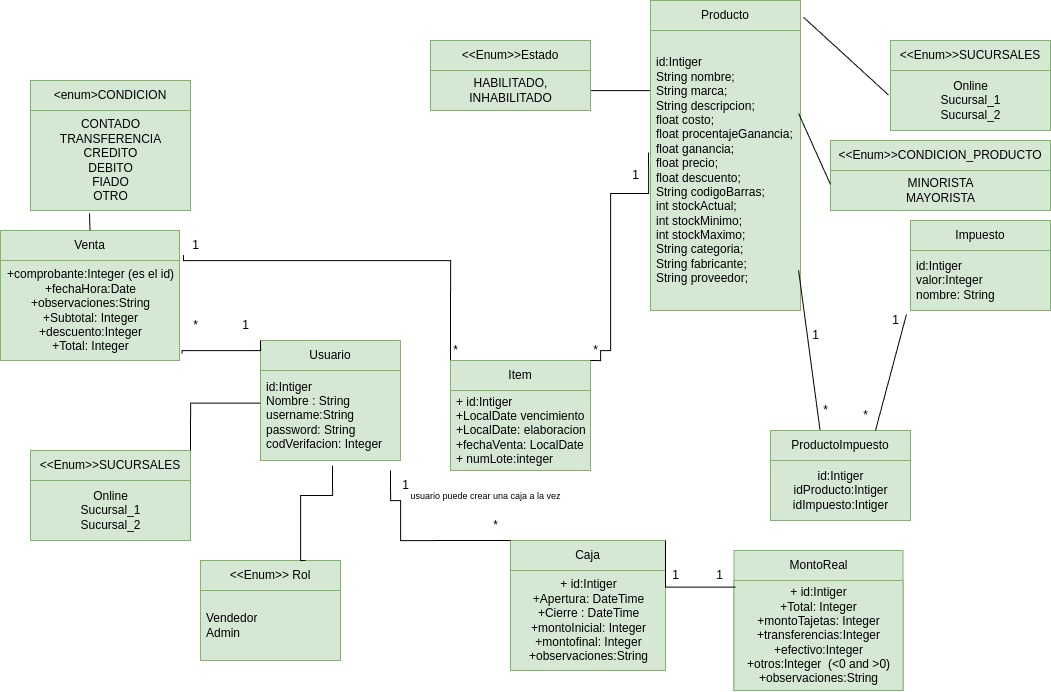 Producto
id:Intiger
String nombre;
String marca;
String descripcion;
float costo;
float procentajeGanancia;
float ganancia;
float precio;
float descuento;
String codigoBarras;
int stockActual;
int stockMinimo;
int stockMaximo;
String categoria;
String fabricante;
String proveedor;
<<Enum>>Estado
HABILITADO,
INHABILITADO
<<Enum>>SUCURSALES
Online
Sucursal_1
Sucursal_2
<enum>CONDICION
CONTADO
TRANSFERENCIA
CREDITO
DEBITO
FIADO
OTRO
<<Enum>>CONDICION_PRODUCTO
MINORISTA
MAYORISTA
1
Impuesto
id:Intiger
valor:Integer
nombre: String
Venta
+comprobante:Integer (es el id)
+fechaHora:Date
+observaciones:String
+Subtotal: Integer
+descuento:Integer
+Total: Integer
1
*
1
*
*
1
1
*
*
Usuario
id:Intiger
Nombre : String
username:String
password: String
codVerifacion: Integer
Item
+ id:Intiger
+LocalDate vencimiento
+LocalDate: elaboracion
+fechaVenta: LocalDate
+ numLote:integer
ProductoImpuesto
id:Intiger
idProducto:Intiger
idImpuesto:Intiger
<<Enum>>SUCURSALES
Online
Sucursal_1
Sucursal_2
1
usuario puede crear una caja a la vez
*
<<Enum>> Rol
Vendedor
Admin
Caja
+ id:Intiger
+Apertura: DateTime
+Cierre : DateTime
+montoInicial: Integer
+montofinal: Integer
+observaciones:String
1
1
MontoReal
+ id:Intiger
+Total: Integer
+montoTajetas: Integer
+transferencias:Integer
+efectivo:Integer
+otros:Integer (<0 and >0)
+observaciones:String